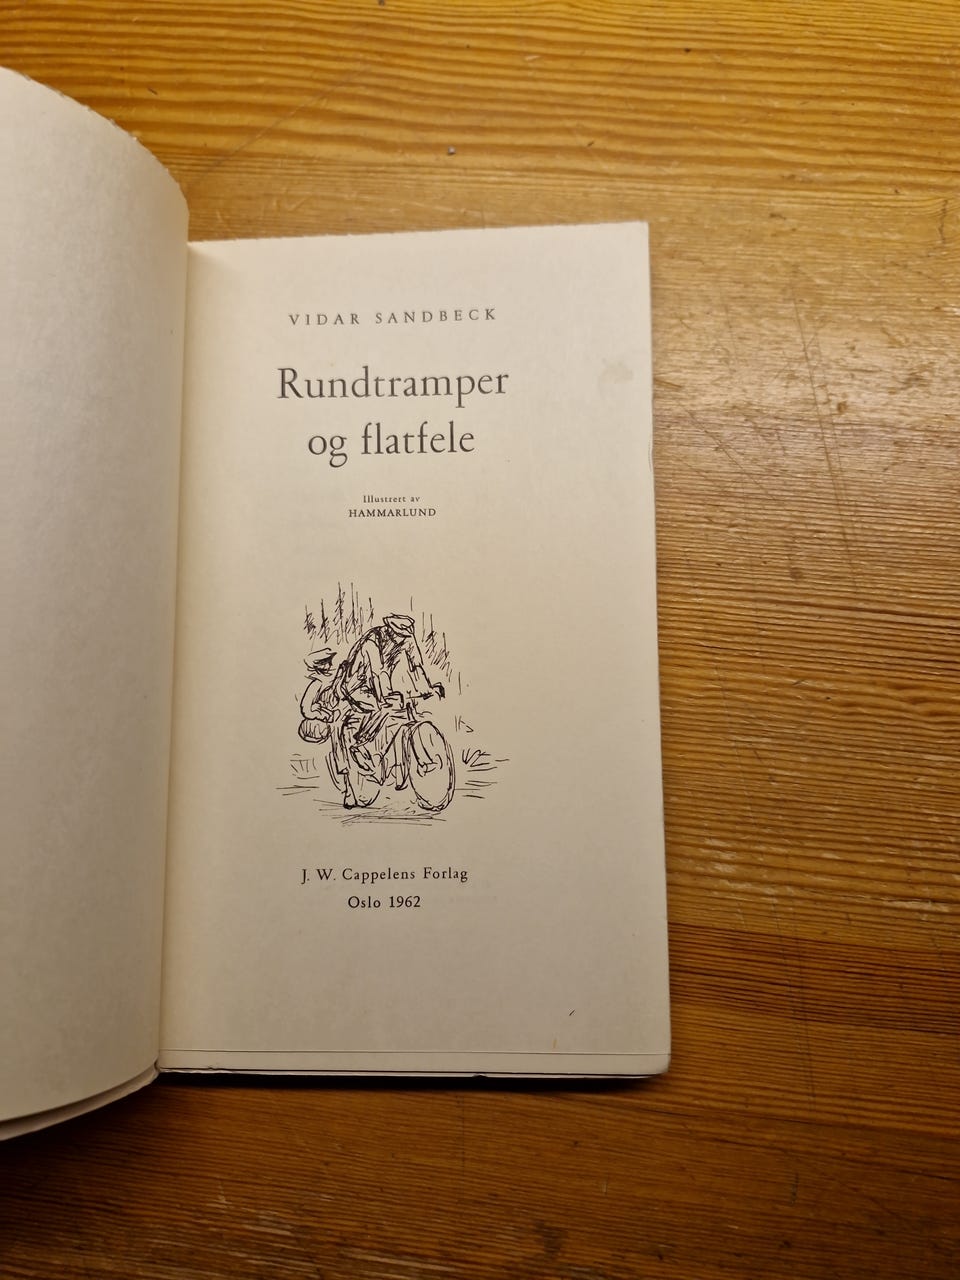 VIDAR SANDBECK
Rundtramper
og flatfele
Illustrert av
HAMMARLUND
J. W. Cappelens Forlag
Oslo 1962